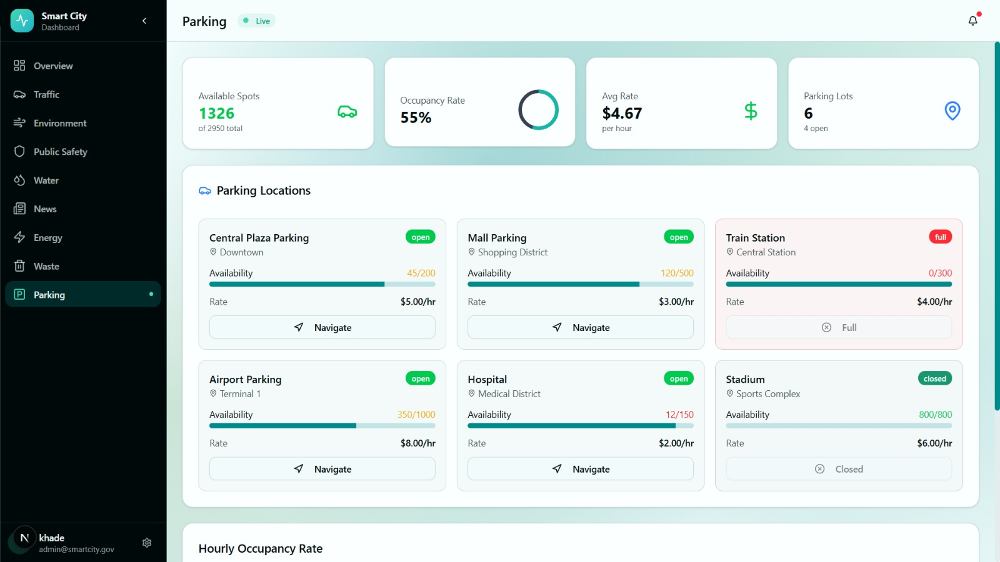 Smart City
Dashboard
Overview
Traffic
Environment
Public Safety
Water
News
Energy
Waste
Parking
N
khade
admin@smartcity.gov
Parking
Live
Available Spots
1326
of 2950 total
Occupancy Rate
55%
Avg Rate
$4.67
per hour
Parking Lots
6
4 open
Parking Locations
Central Plaza Parking
open
Downtown
Availability
45/200
Rate
$5.00/hr
Navigate
Mall Parking
open
Shopping District
Availability
120/500
Rate
$3.00/hr
Navigate
Train Station
full
Central Station
Availability
0/300
Rate
$4.00/hr
Full
Airport Parking
open
Terminal 1
Availability
350/1000
Rate
$8.00/hr
Navigate
Hospital
open
Medical District
Availability
12/150
Rate
$2.00/hr
Navigate
Stadium
closed
Sports Complex
Availability
800/800
Rate
$6.00/hr
Closed
Hourly Occupancy Rate